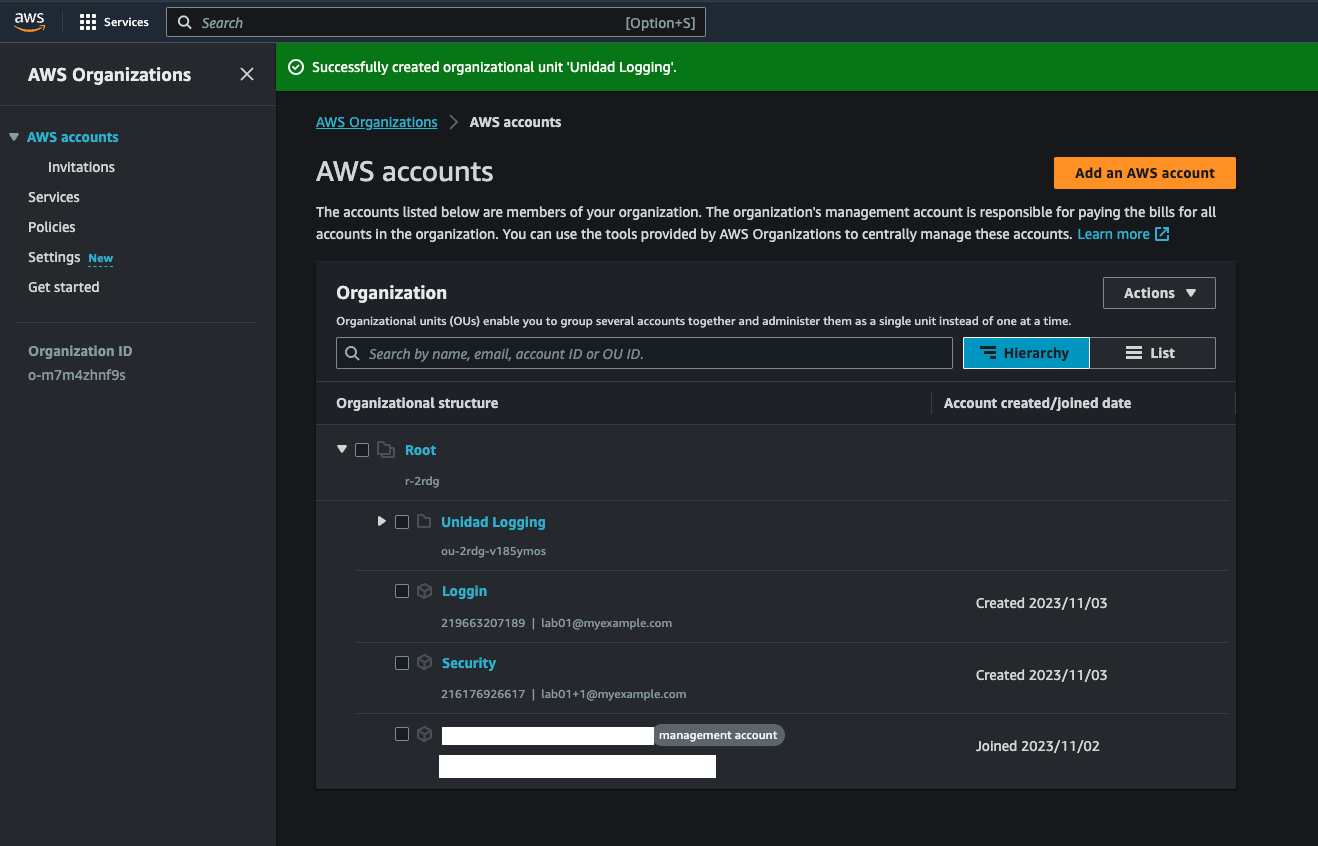 aws
Services
Search
[Option+S]
AWS Organizations
Successfully created organizational unit 'Unidad Logging'.
AWS accounts
Invitations
Services
Policies
Settings New
Get started
Organization ID
o-m7m4zhnf9s
AWS Organizations > AWS accounts
AWS accounts
Add an AWS account
The accounts listed below are members of your organization. The organization's management account is responsible for paying the bills for all
accounts in the organization. You can use the tools provided by AWS Organizations to centrally manage these accounts. Learn more
Organization
Actions
Organizational units (OUs) enable you to group several accounts together and administer them as a single unit instead of one at a time.
Search by name, email, account ID or OU ID.
Hierarchy
List
Organizational structure
Account created/joined date
Root
r-2rdg
Unidad Logging
ou-2rdg-v185ymos
Loggin
219663207189 | lab01@myexample.com
Created 2023/11/03
Security
216176926617 | lab01+1@myexample.com
Created 2023/11/03
management account
Joined 2023/11/02